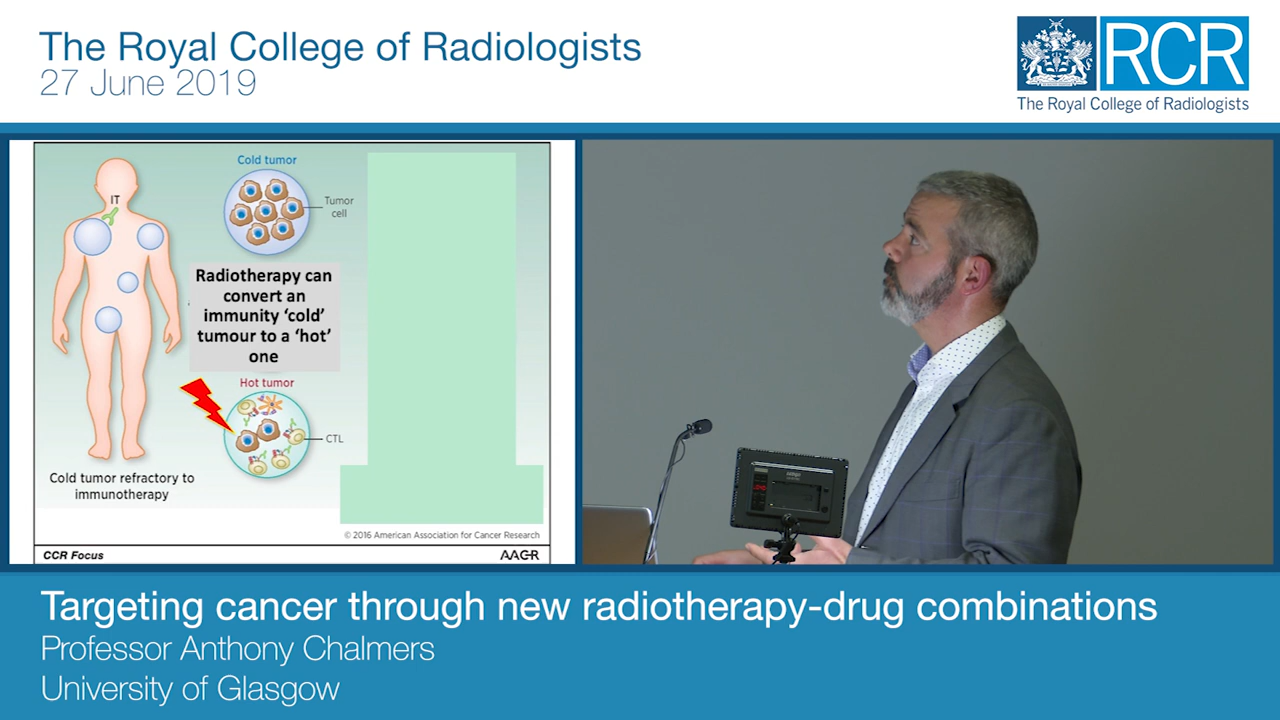 The Royal College of Radiologists
27 June 2019
RCR
The Royal College of Radiologists
Cold tumor
IT
Tumor
cell
Radiotherapy can
convert an
immunity ‘cold’
tumour to a ‘hot’
one
Hot tumor
CTL
Cold tumor refractory to
immunotherapy
© 2016 American Association for Cancer Research
CCR Focus
AACR
Targeting cancer through new radiotherapy-drug combinations
Professor Anthony Chalmers
University of Glasgow